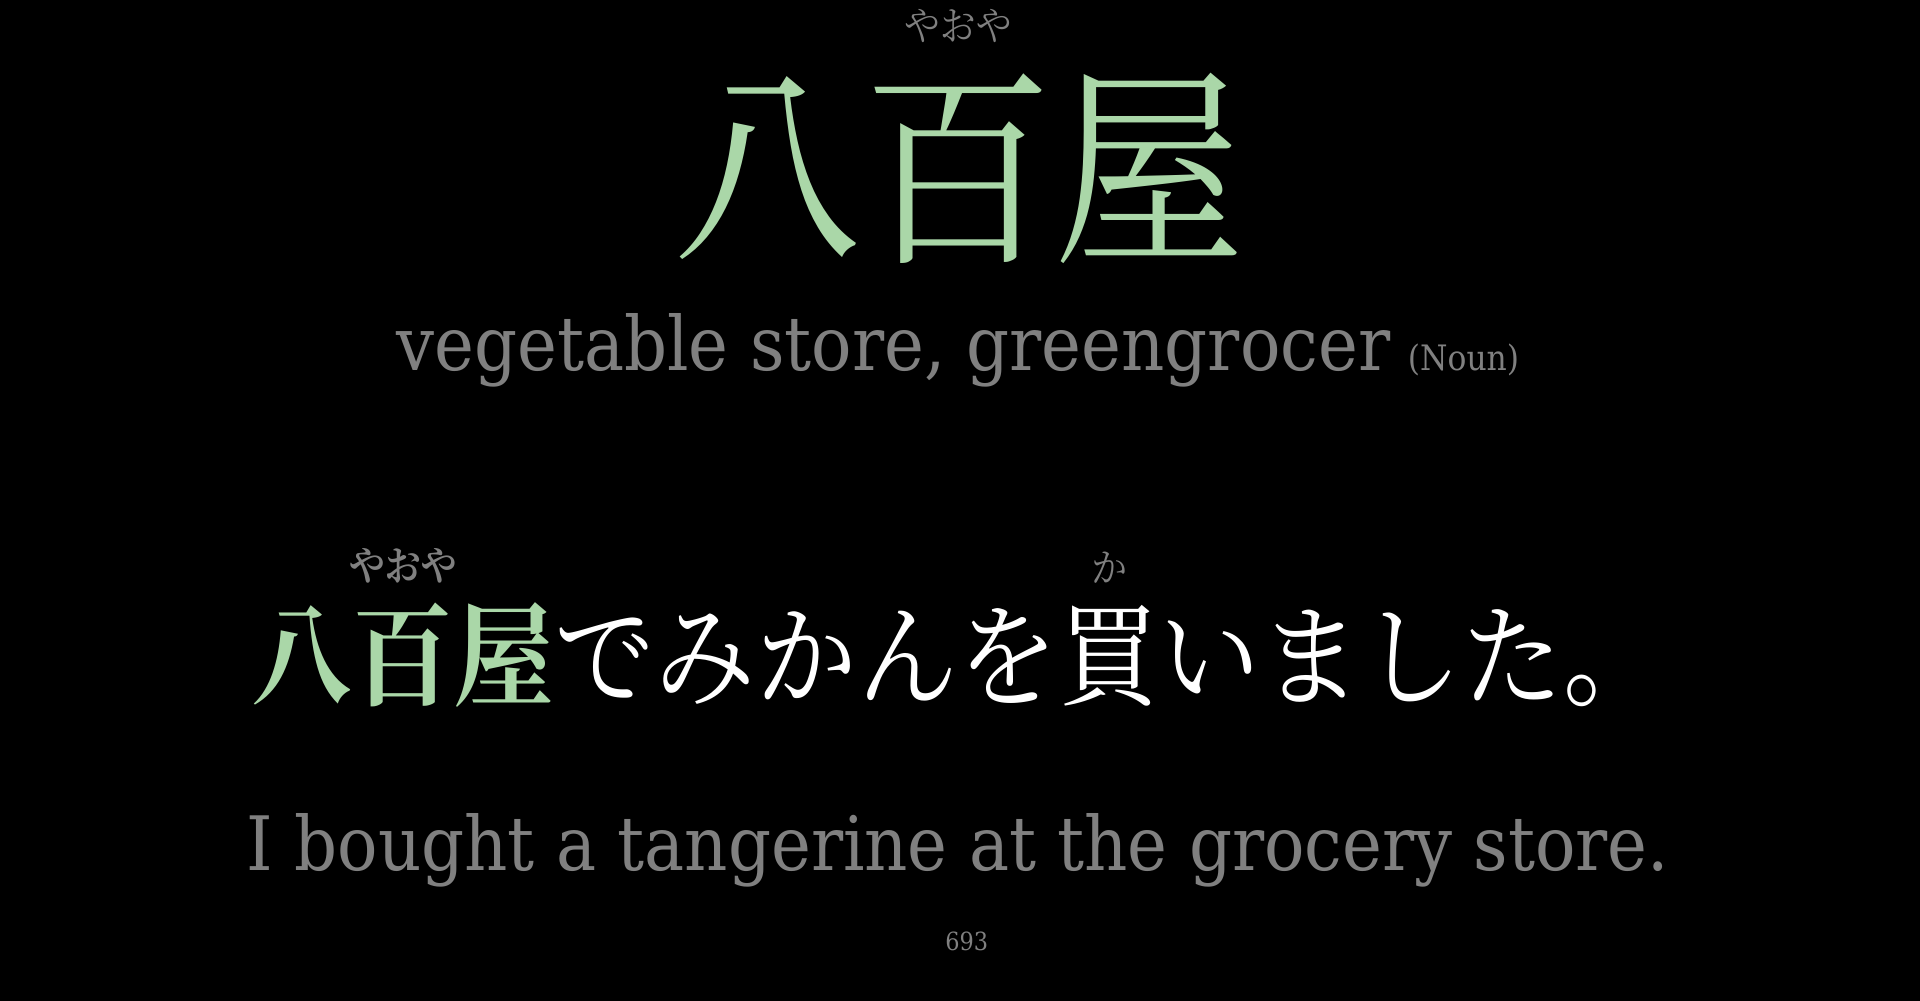 やおや
八百屋
vegetable store, greengrocer (Noun)
やおや か
八百屋でみかんを買いました。
I bought a tangerine at the grocery store.
693